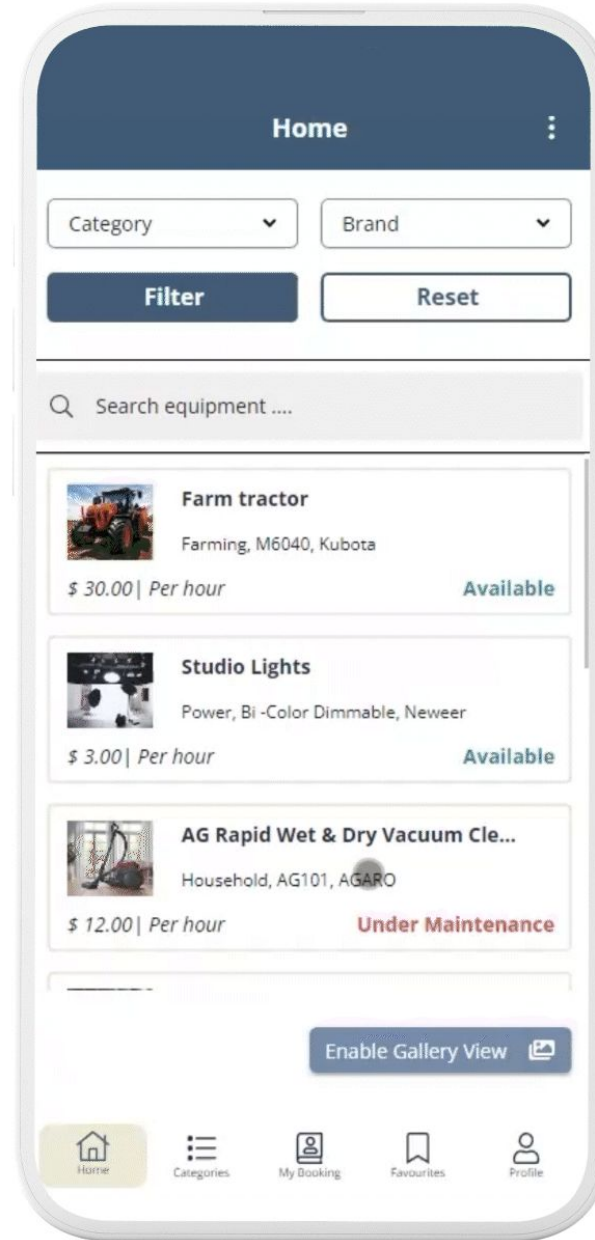 Home
Category
Brand
Filter
Reset
Search equipment ....
Farm tractor
Farming, M6040, Kubota
$ 30.00| Per hour
Available
Studio Lights
Power, Bi -Color Dimmable, Neweer
$ 3.00| Per hour
Available
AG Rapid Wet & Dry Vacuum Cle...
Household, AG101, AGARO
$ 12.00| Per hour
Under Maintenance
Enable Gallery View
Home
Categories
My Booking
Favourites
Profile